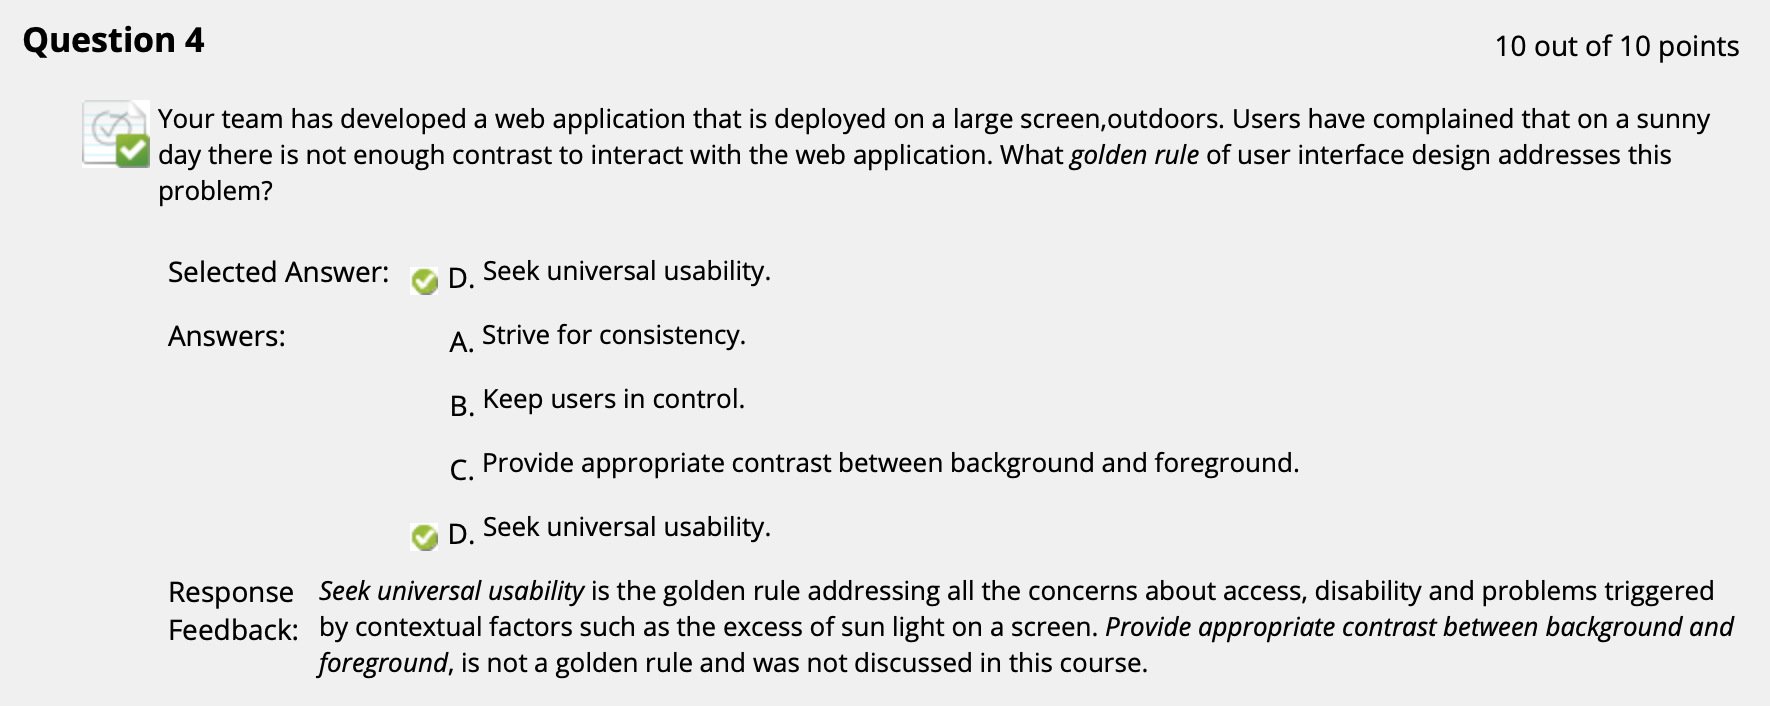 Question 4
10 out of 10 points
Your team has developed a web application that is deployed on a large screen,outdoors. Users have complained that on a sunny
day there is not enough contrast to interact with the web application. What golden rule of user interface design addresses this
problem?
Selected Answer: D. Seek universal usability.
Answers: A. Strive for consistency.
B. Keep users in control.
C. Provide appropriate contrast between background and foreground.
D. Seek universal usability.
Response Feedback: Seek universal usability is the golden rule addressing all the concerns about access, disability and problems triggered
by contextual factors such as the excess of sun light on a screen. Provide appropriate contrast between background and
foreground, is not a golden rule and was not discussed in this course.